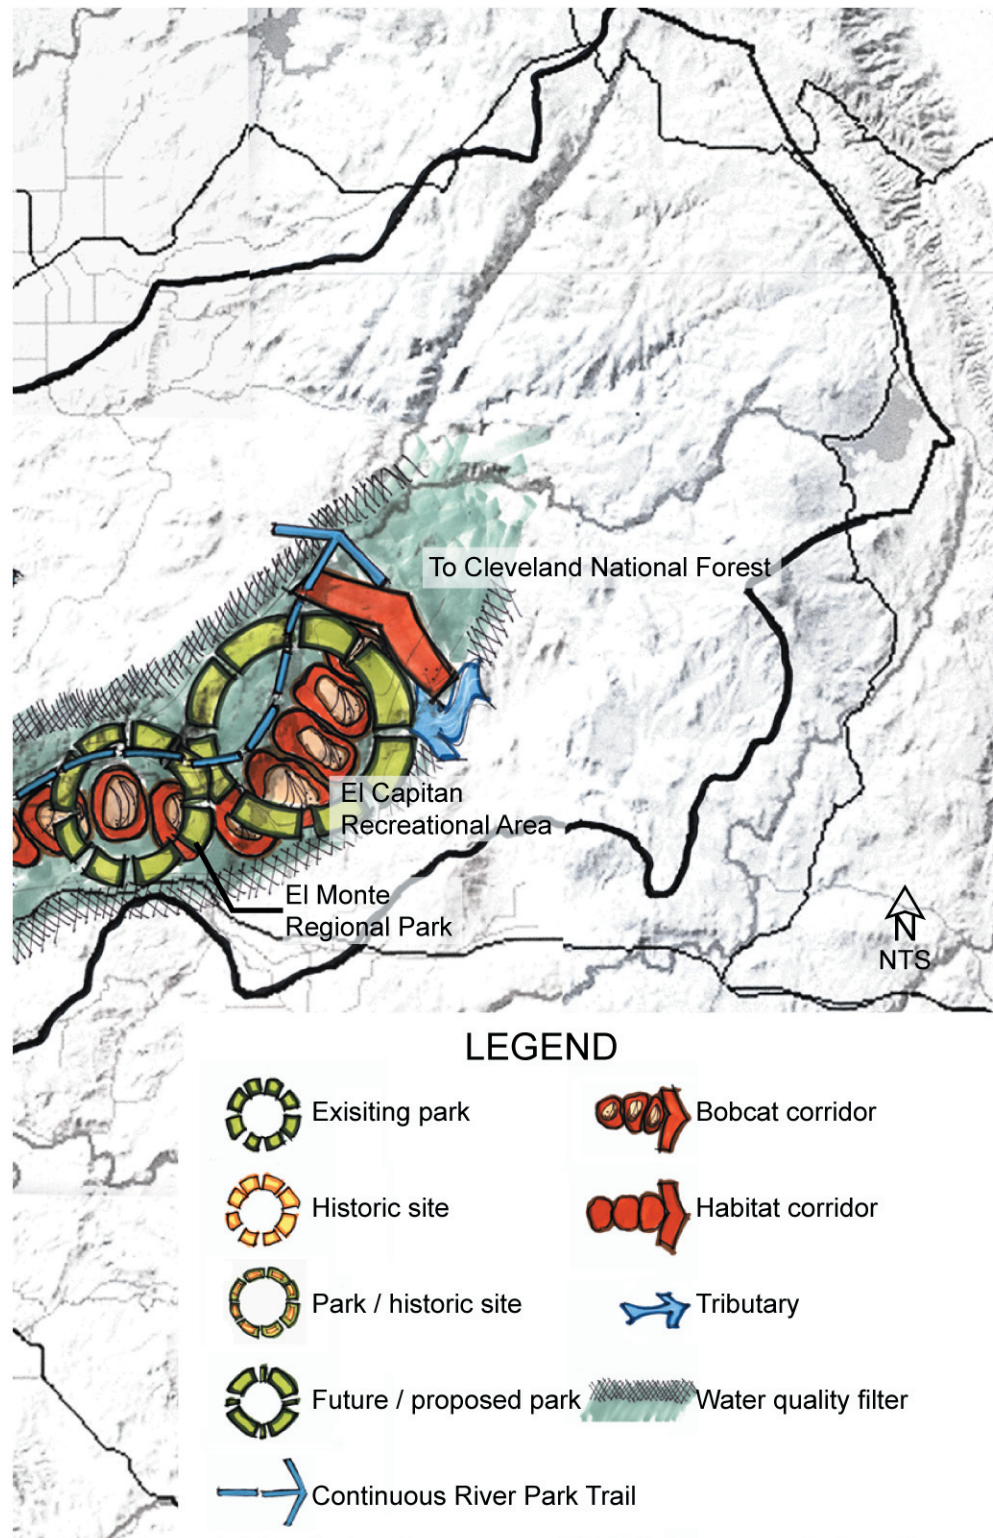 To Cleveland National Forest
El Capitan
Recreational Area
El Monte
Regional Park
N
NTS
LEGEND
Exisiting park
Bobcat corridor
Historic site
Habitat corridor
Park / historic site
Tributary
Future / proposed park
Water quality filter
Continuous River Park Trail